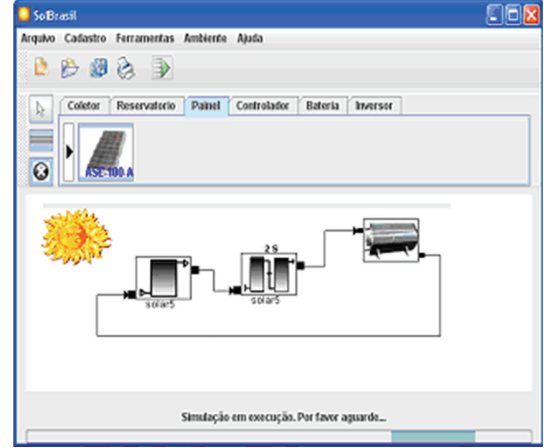 SolBrasil
Arquivo Cadastro Ferramentas Ambiente Ajuda
Coletor Reservatorio Painel Controlador Bateria Inversor
ASE-100-A
2 S
solar5
solar5
Simulação em execução. Por favor aguarde...